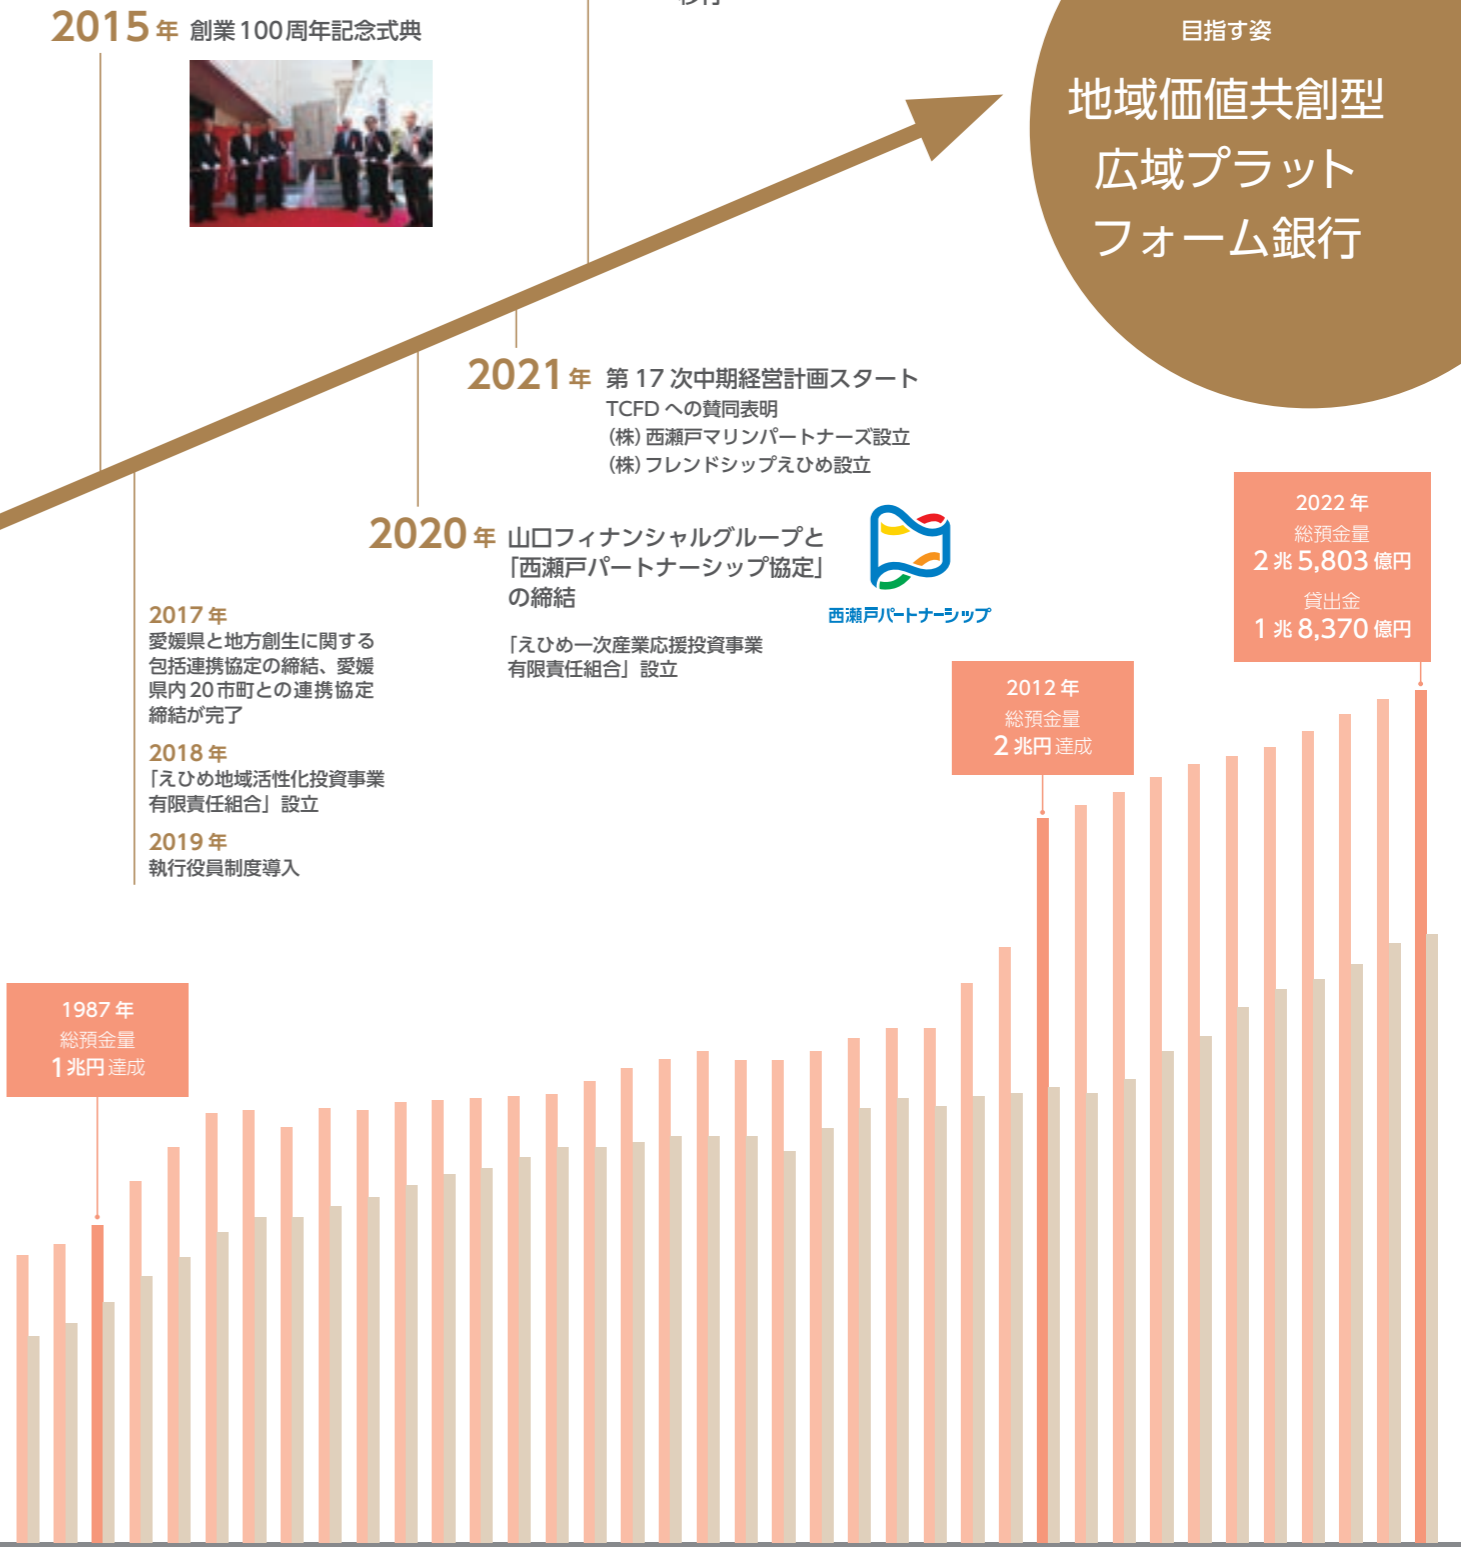 2015年 創業100周年記念式典
目指す姿
地域価値共創型
広域プラット
フォーム銀行
2021年 第17次中期経営計画スタート
TCFDへの賛同表明
(株)西瀬戸マリンパートナーズ設立
(株)フレンドシップえひめ設立
2020年 山口フィナンシャルグループと
「西瀬戸パートナーシップ協定」
の締結
「えひめ一次産業応援投資事業
有限責任組合」設立
西瀬戸パートナーシップ
2017年
愛媛県と地方創生に関する
包括連携協定の締結、愛媛
県内20市町との連携協定
締結が完了
2018年
「えひめ地域活性化投資事業
有限責任組合」設立
2019年
執行役員制度導入
2022年
総預金量
2兆5,803億円
貸出金
1兆8,370億円
2012年
総預金量
2兆円達成
1987年
総預金量
1兆円達成